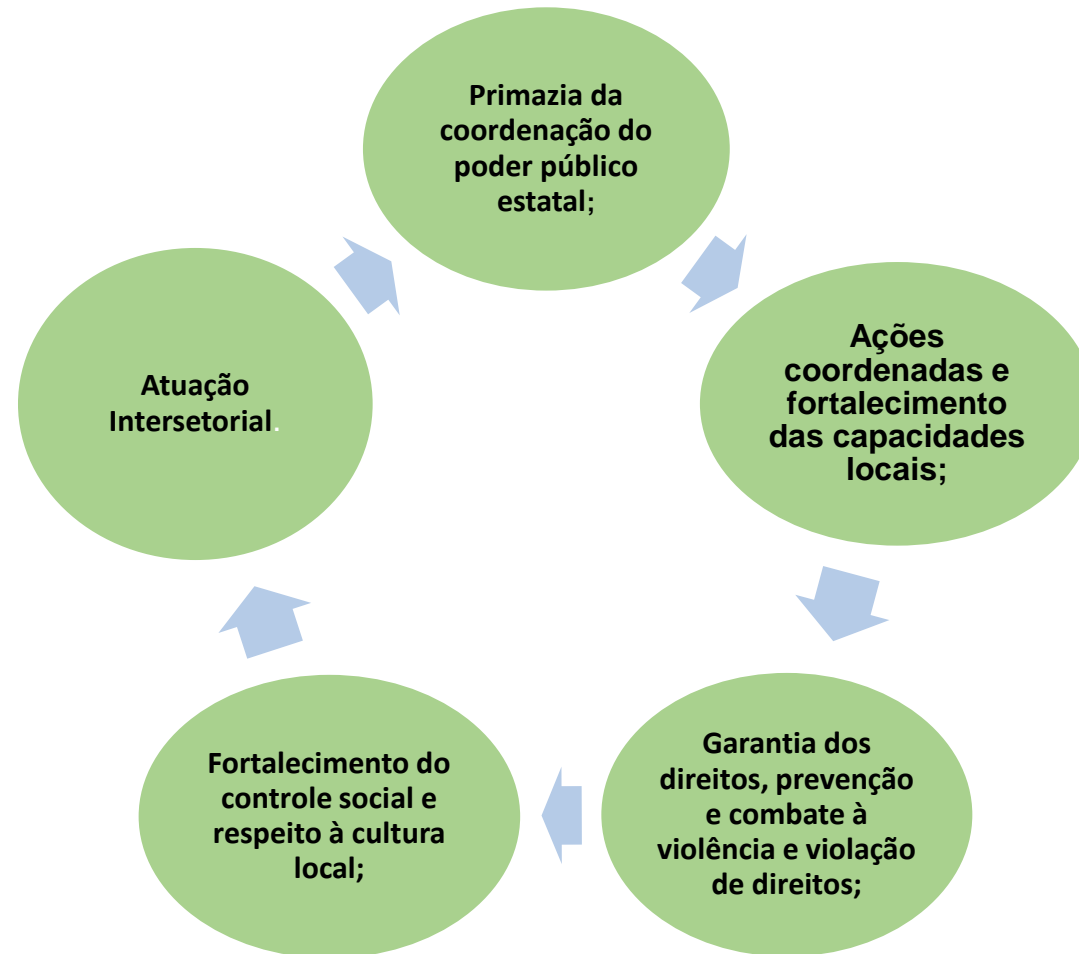 Primazia da
coordenação do
poder público
estatal;
Ações
coordenadas e
fortalecimento
das capacidades
locais;
Garantia dos
direitos, prevenção
e combate à
violência e violação
de direitos;
Fortalecimento do
controle social e
respeito à cultura
local;
Atuação
Intersetorial.